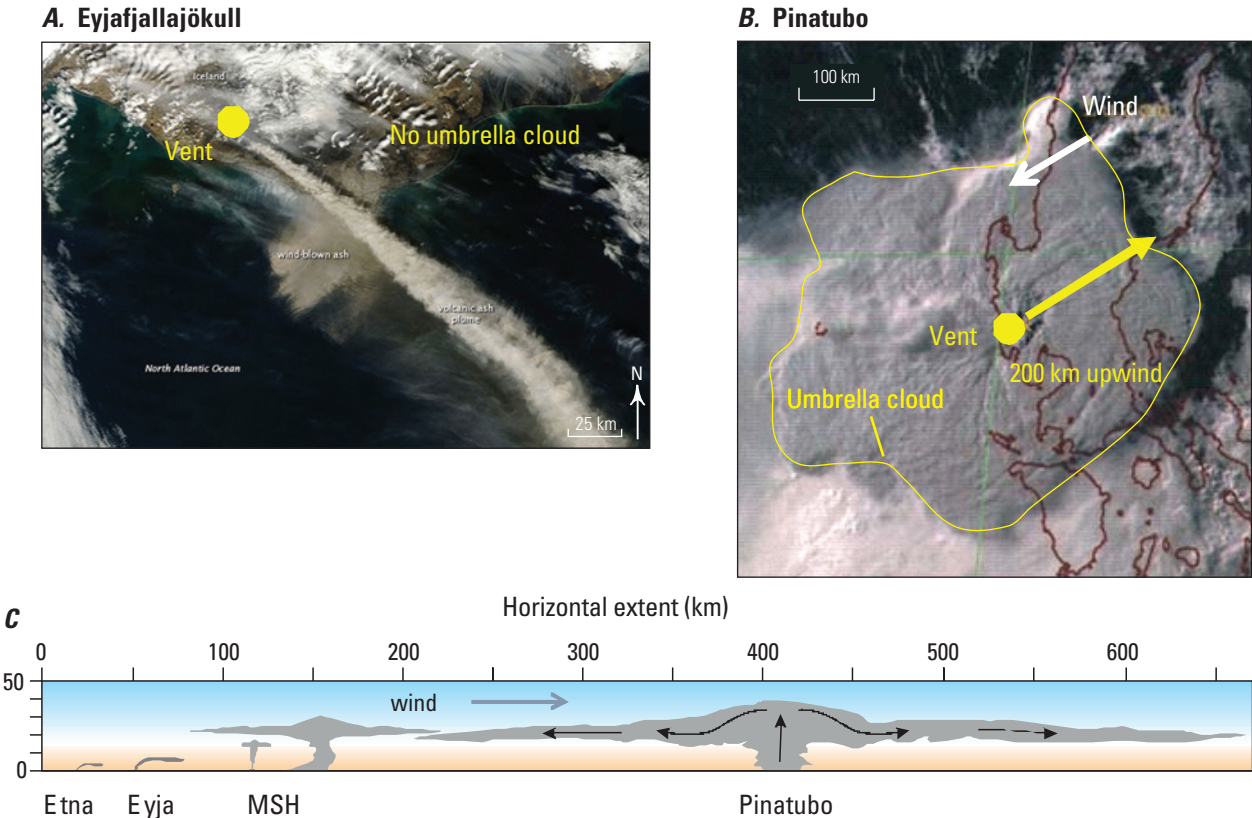 A. Eyjafjallajökull
Iceland
Vent
No umbrella cloud
wind-blown ash
volcanic ash
plume
North Atlantic Ocean
N
25 km
B. Pinatubo
100 km
Wind
Vent
200 km upwind
Umbrella cloud
C
Horizontal extent (km)
0 100 200 300 400 500 600
50
wind
0
Etna Eyja MSH Pinatubo